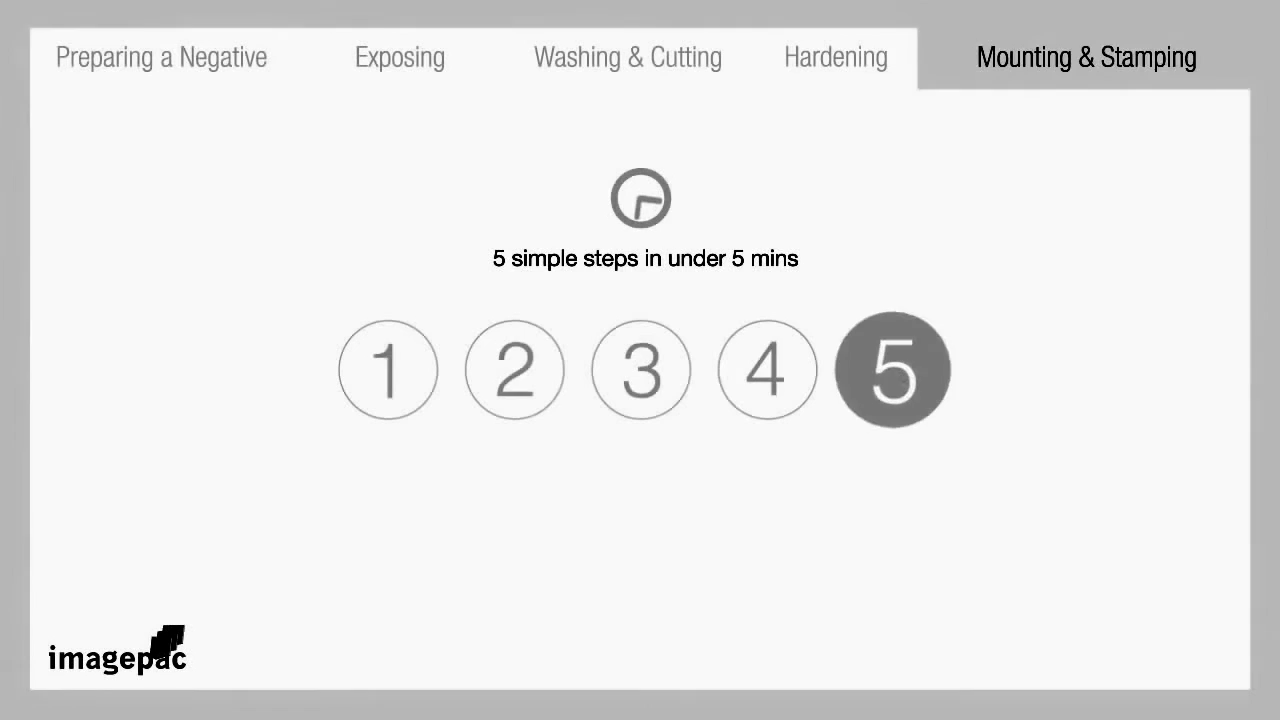 Preparing a Negative Exposing Washing & Cutting Hardening Mounting & Stamping
5 simple steps in under 5 mins
1 2 3 4 5
imagepac